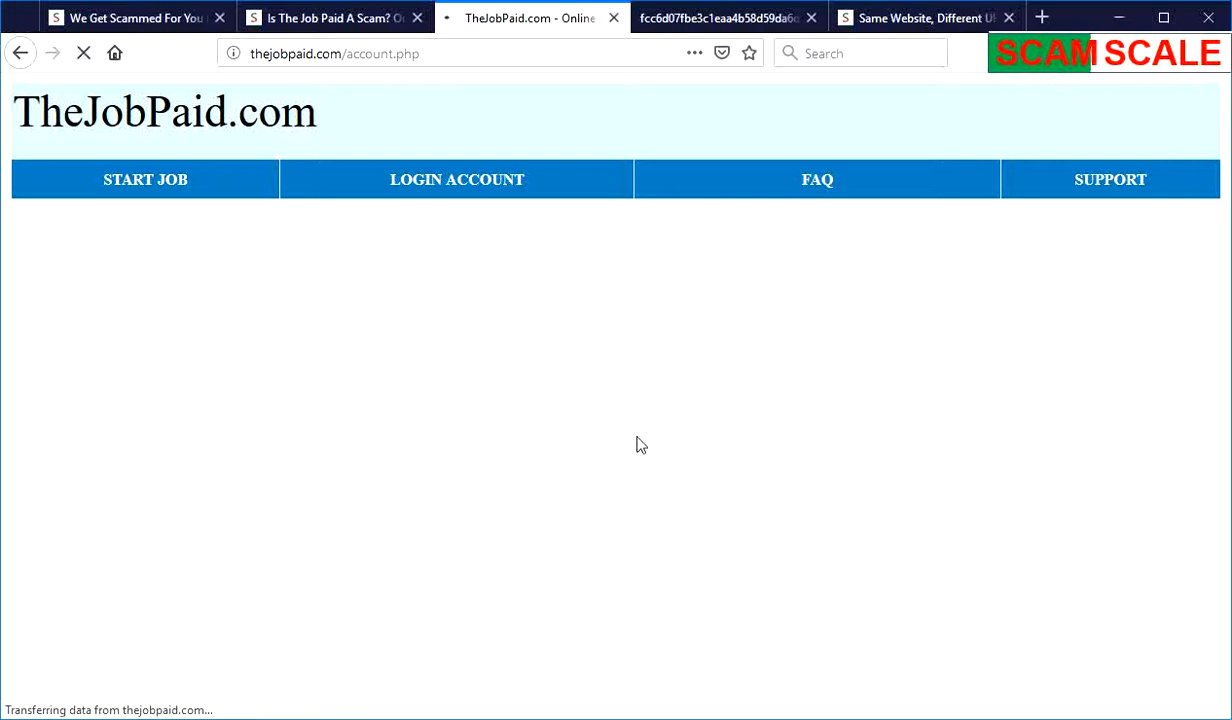 We Get Scammed For You
Is The Job Paid A Scam? Ou
TheJobPaid.com - Online
Same Website, Different U
thejobpaid.com/account.php
Search
SCAM SCALE
TheJobPaid.com
START JOB
LOGIN ACCOUNT
FAQ
SUPPORT
Transferring data from thejobpaid.com...